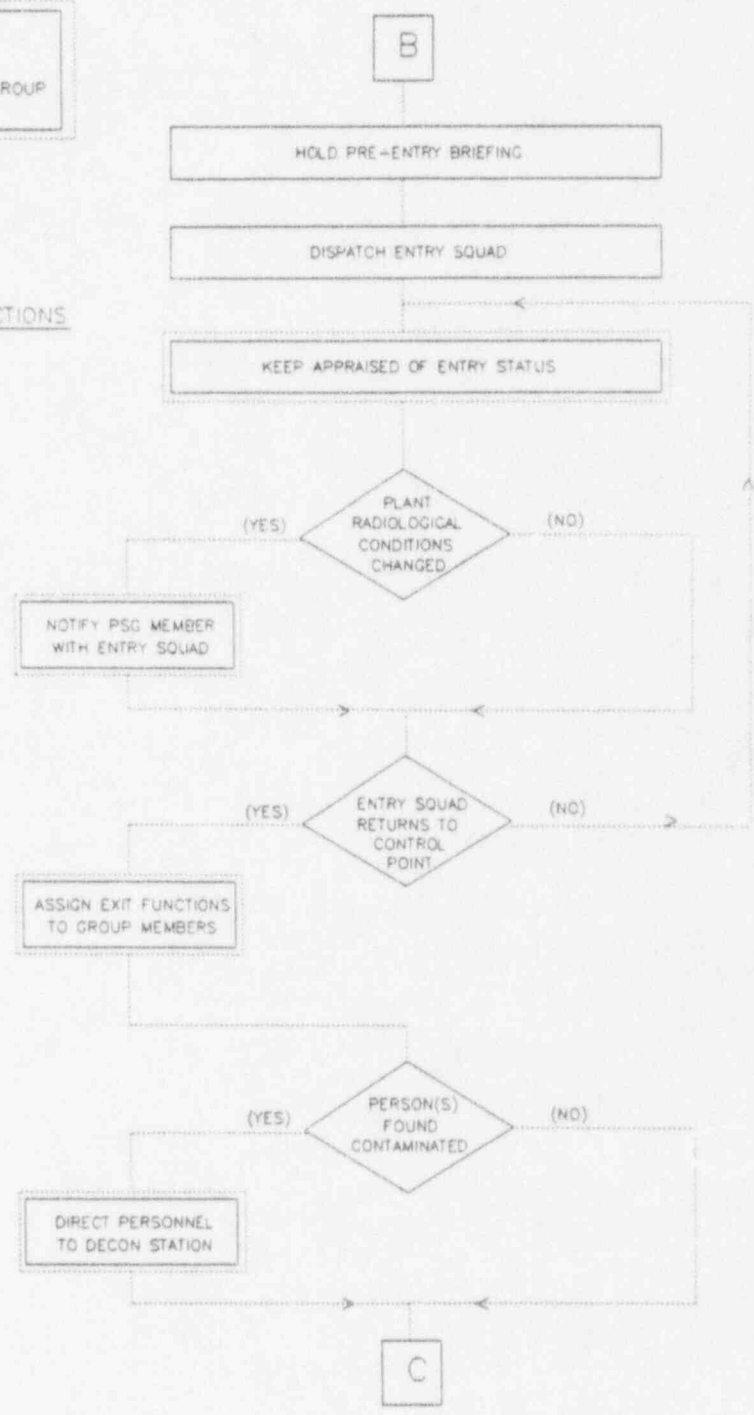 ROUP
B
HOLD PRE-ENTRY BRIEFING
DISPATCH ENTRY SQUAD
CTIONS
KEEP APPRAISED OF ENTRY STATUS
PLANT
RADIOLOGICAL
CONDITIONS
CHANGED
(YES)
(NO)
NOTIFY PSG MEMBER
WITH ENTRY SQUAD
ENTRY SQUAD
RETURNS TO
CONTROL
POINT
(YES)
(NO)
ASSIGN EXIT FUNCTIONS
TO GROUP MEMBERS
PERSON(S)
FOUND
CONTAMINATED
(YES)
(NO)
DIRECT PERSONNEL
TO DECON STATION
C